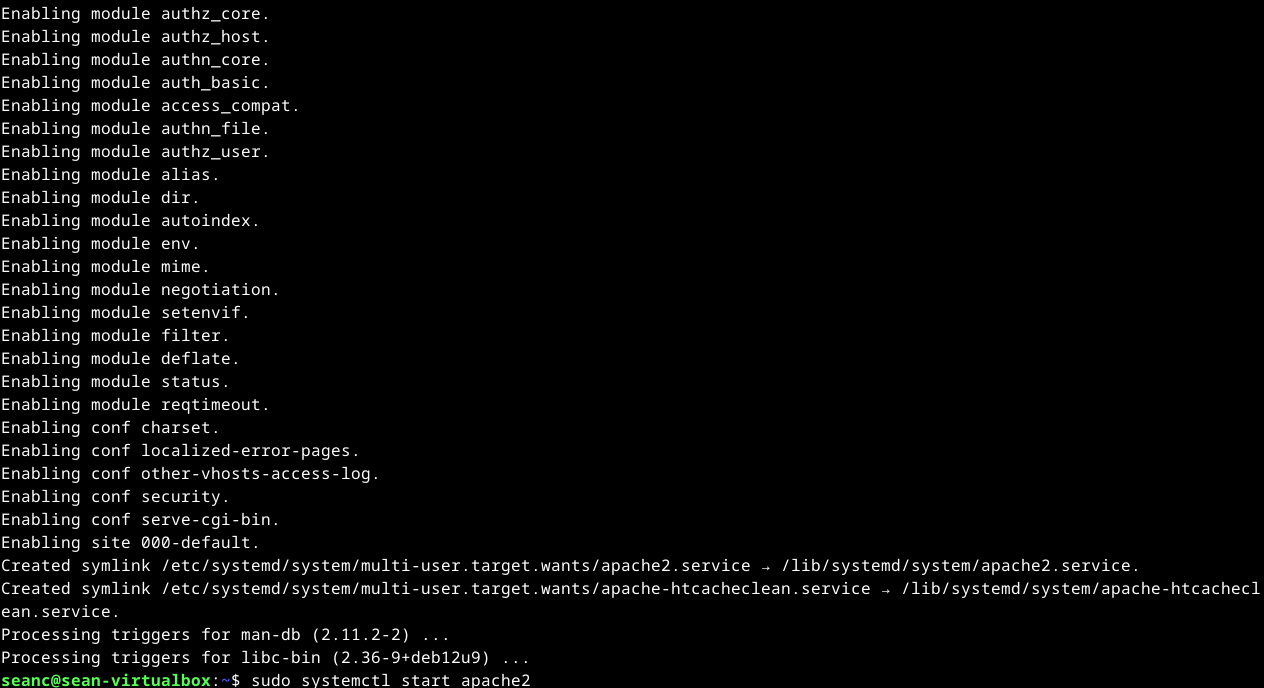 Enabling module authz_core.
Enabling module authz_host.
Enabling module authn_core.
Enabling module auth_basic.
Enabling module access_compat.
Enabling module authn_file.
Enabling module authz_user.
Enabling module alias.
Enabling module dir.
Enabling module autoindex.
Enabling module env.
Enabling module mime.
Enabling module negotiation.
Enabling module setenvif.
Enabling module filter.
Enabling module deflate.
Enabling module status.
Enabling module reqtimeout.
Enabling conf charset.
Enabling conf localized-error-pages.
Enabling conf other-vhosts-access-log.
Enabling conf security.
Enabling conf serve-cgi-bin.
Enabling site 000-default.
Created symlink /etc/systemd/system/multi-user.target.wants/apache2.service → /lib/systemd/system/apache2.service.
Created symlink /etc/systemd/system/multi-user.target.wants/apache-htcacheclean.service → /lib/systemd/system/apache-htcachecl
ean.service.
Processing triggers for man-db (2.11.2-2) ...
Processing triggers for libc-bin (2.36-9+deb12u9) ...
seanc@sean-virtualbox:~$ sudo systemctl start apache2